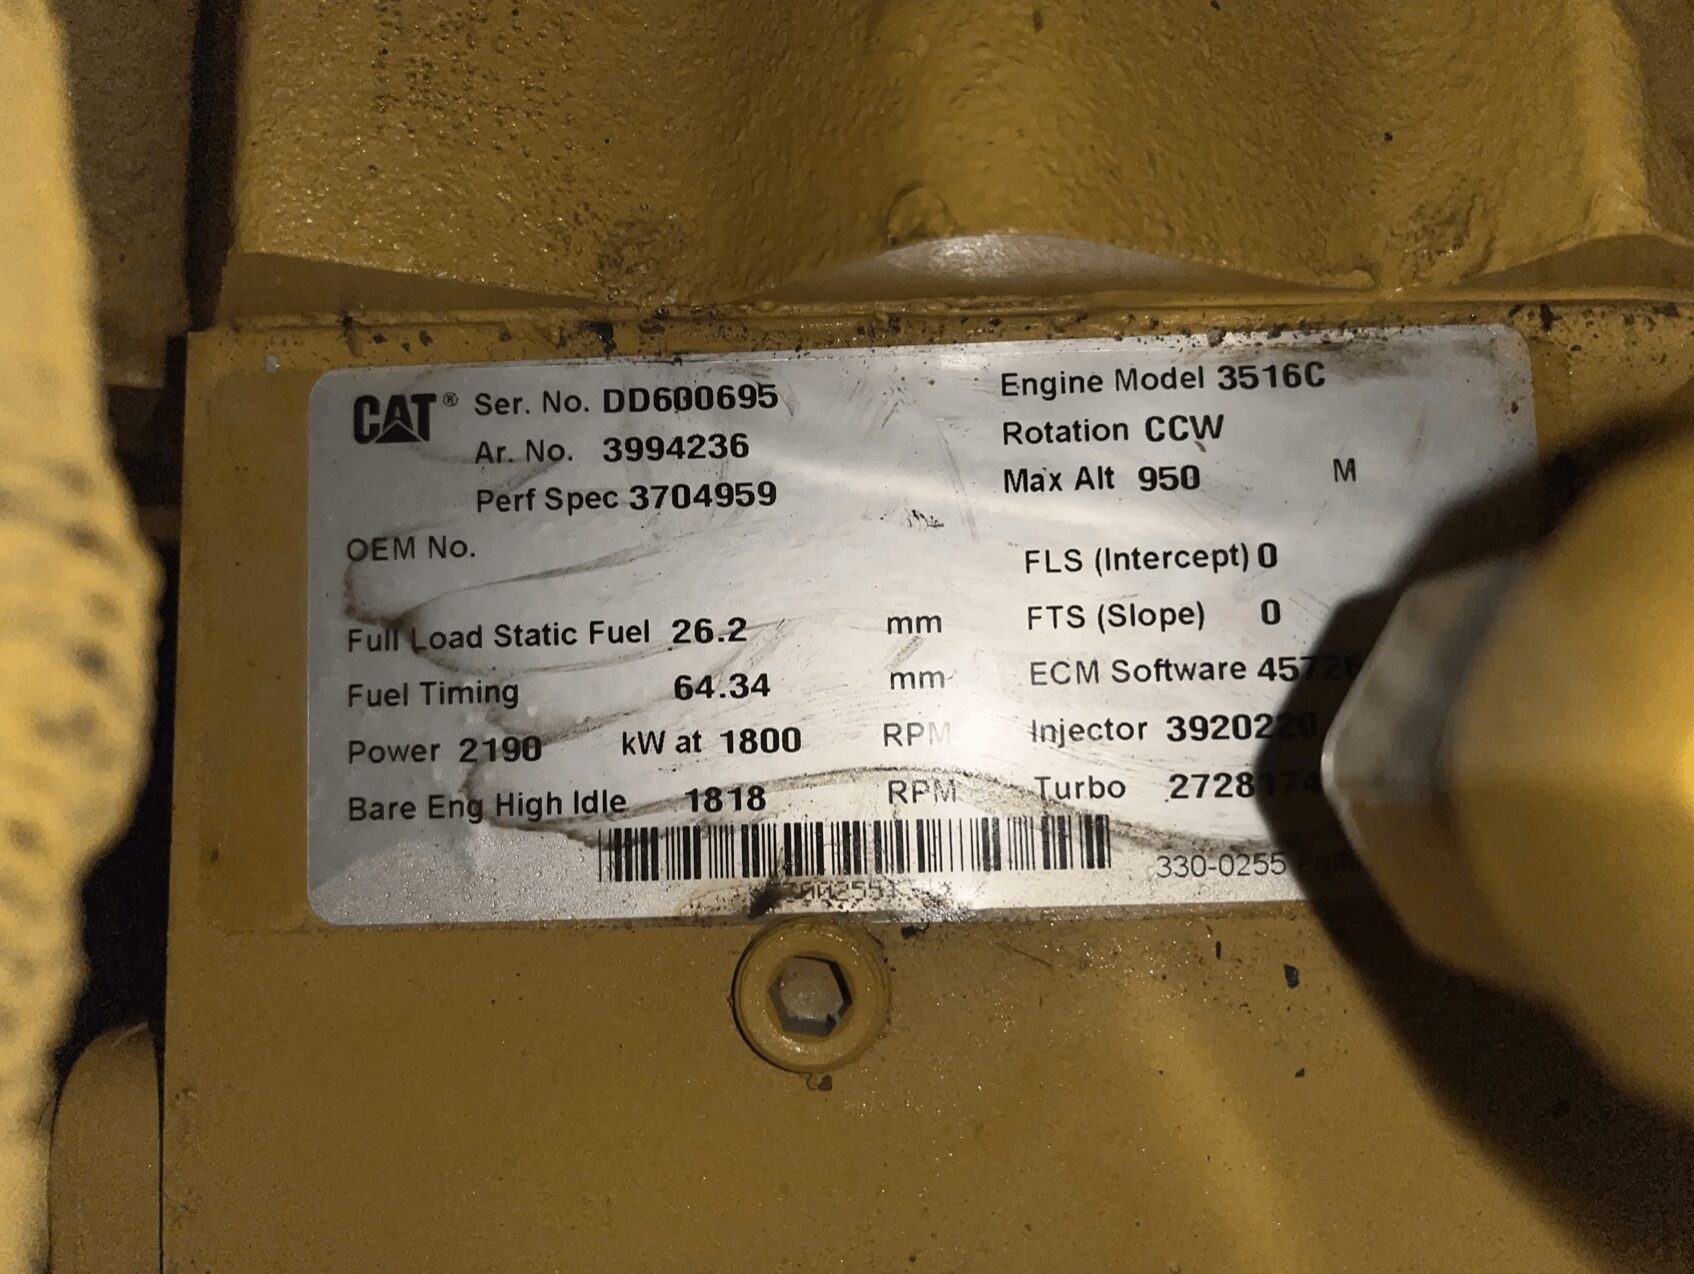 CAT® Ser. No. DD600695
Ar. No. 3994236
Perf Spec 3704959
OEM No.
Full Load Static Fuel 26.2 mm
Fuel Timing 64.34 mm
Power 2190 kW at 1800 RPM
Bare Eng High Idle 1818 RPM
Engine Model 3516C
Rotation CCW
Max Alt 950 M
FLS (Intercept) 0
FTS (Slope) 0
ECM Software
Injector 3920220
Turbo 2728174
330-0255